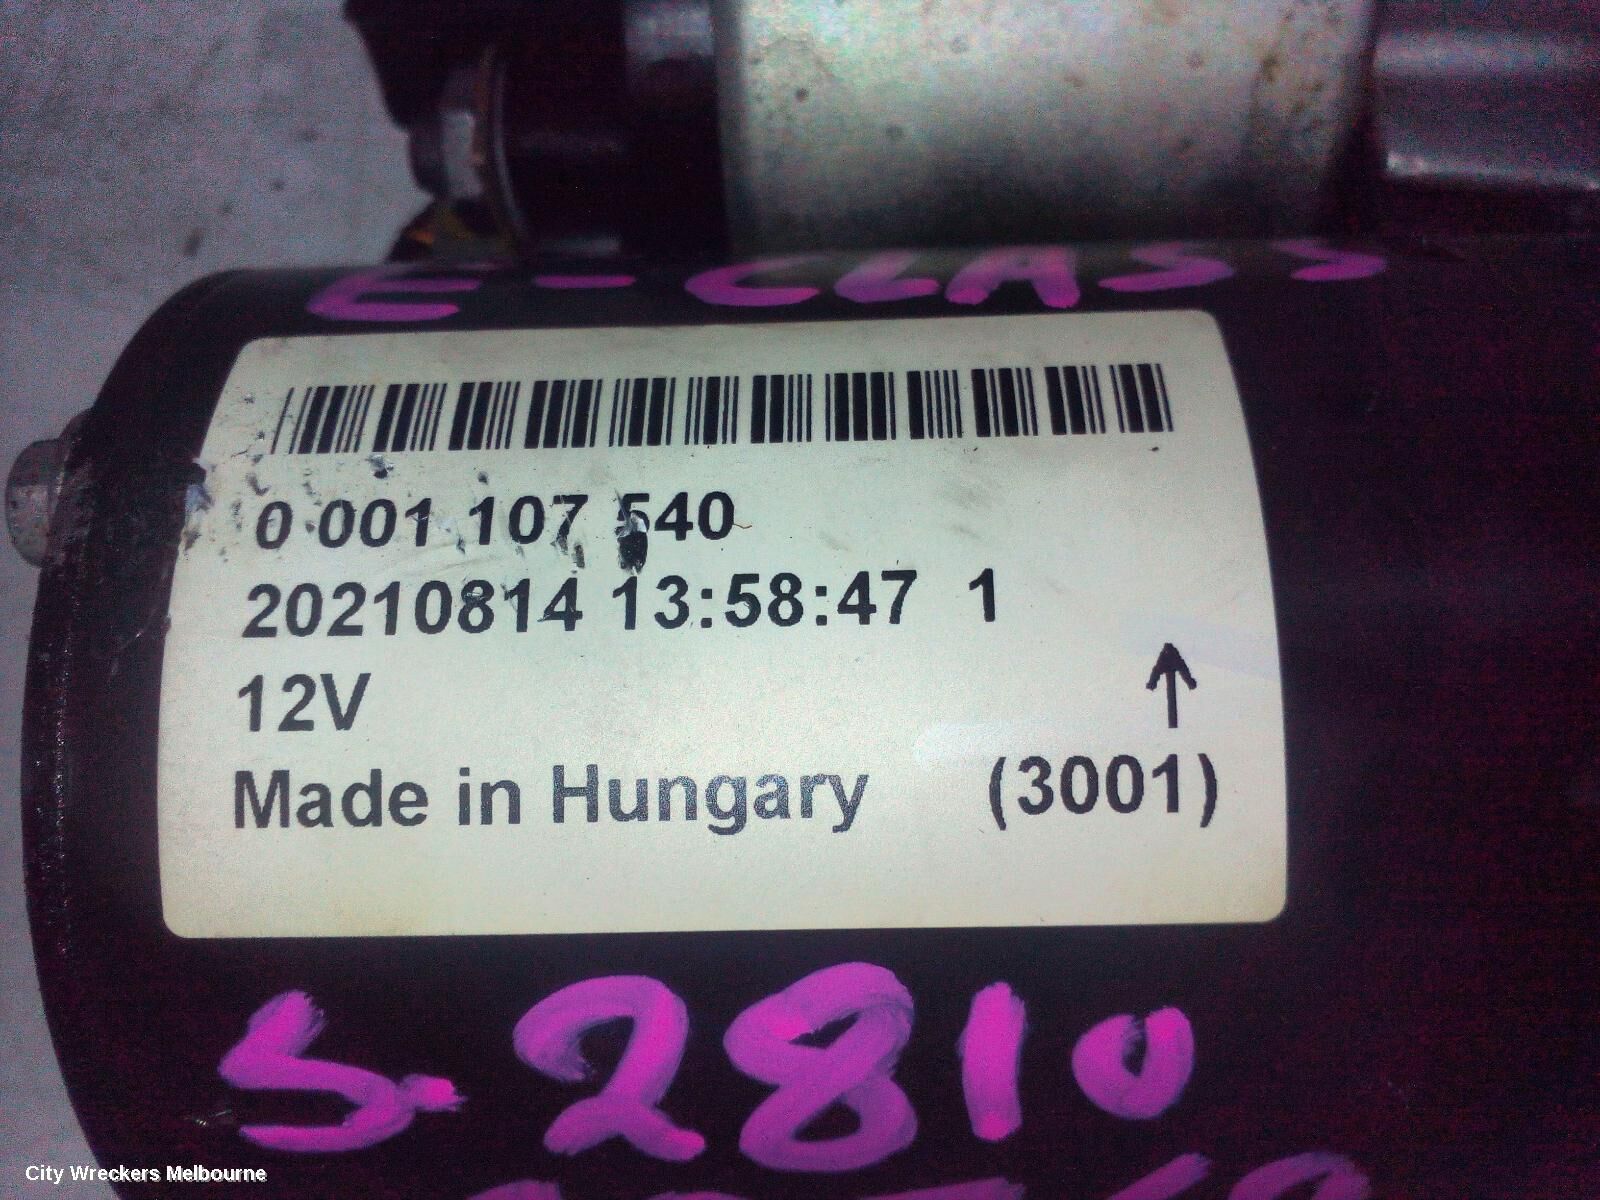 E-CLASS
0 001 107 540
20210814 13:58:47 1
12V
Made in Hungary (3001)
S.2810
City Wreckers Melbourne